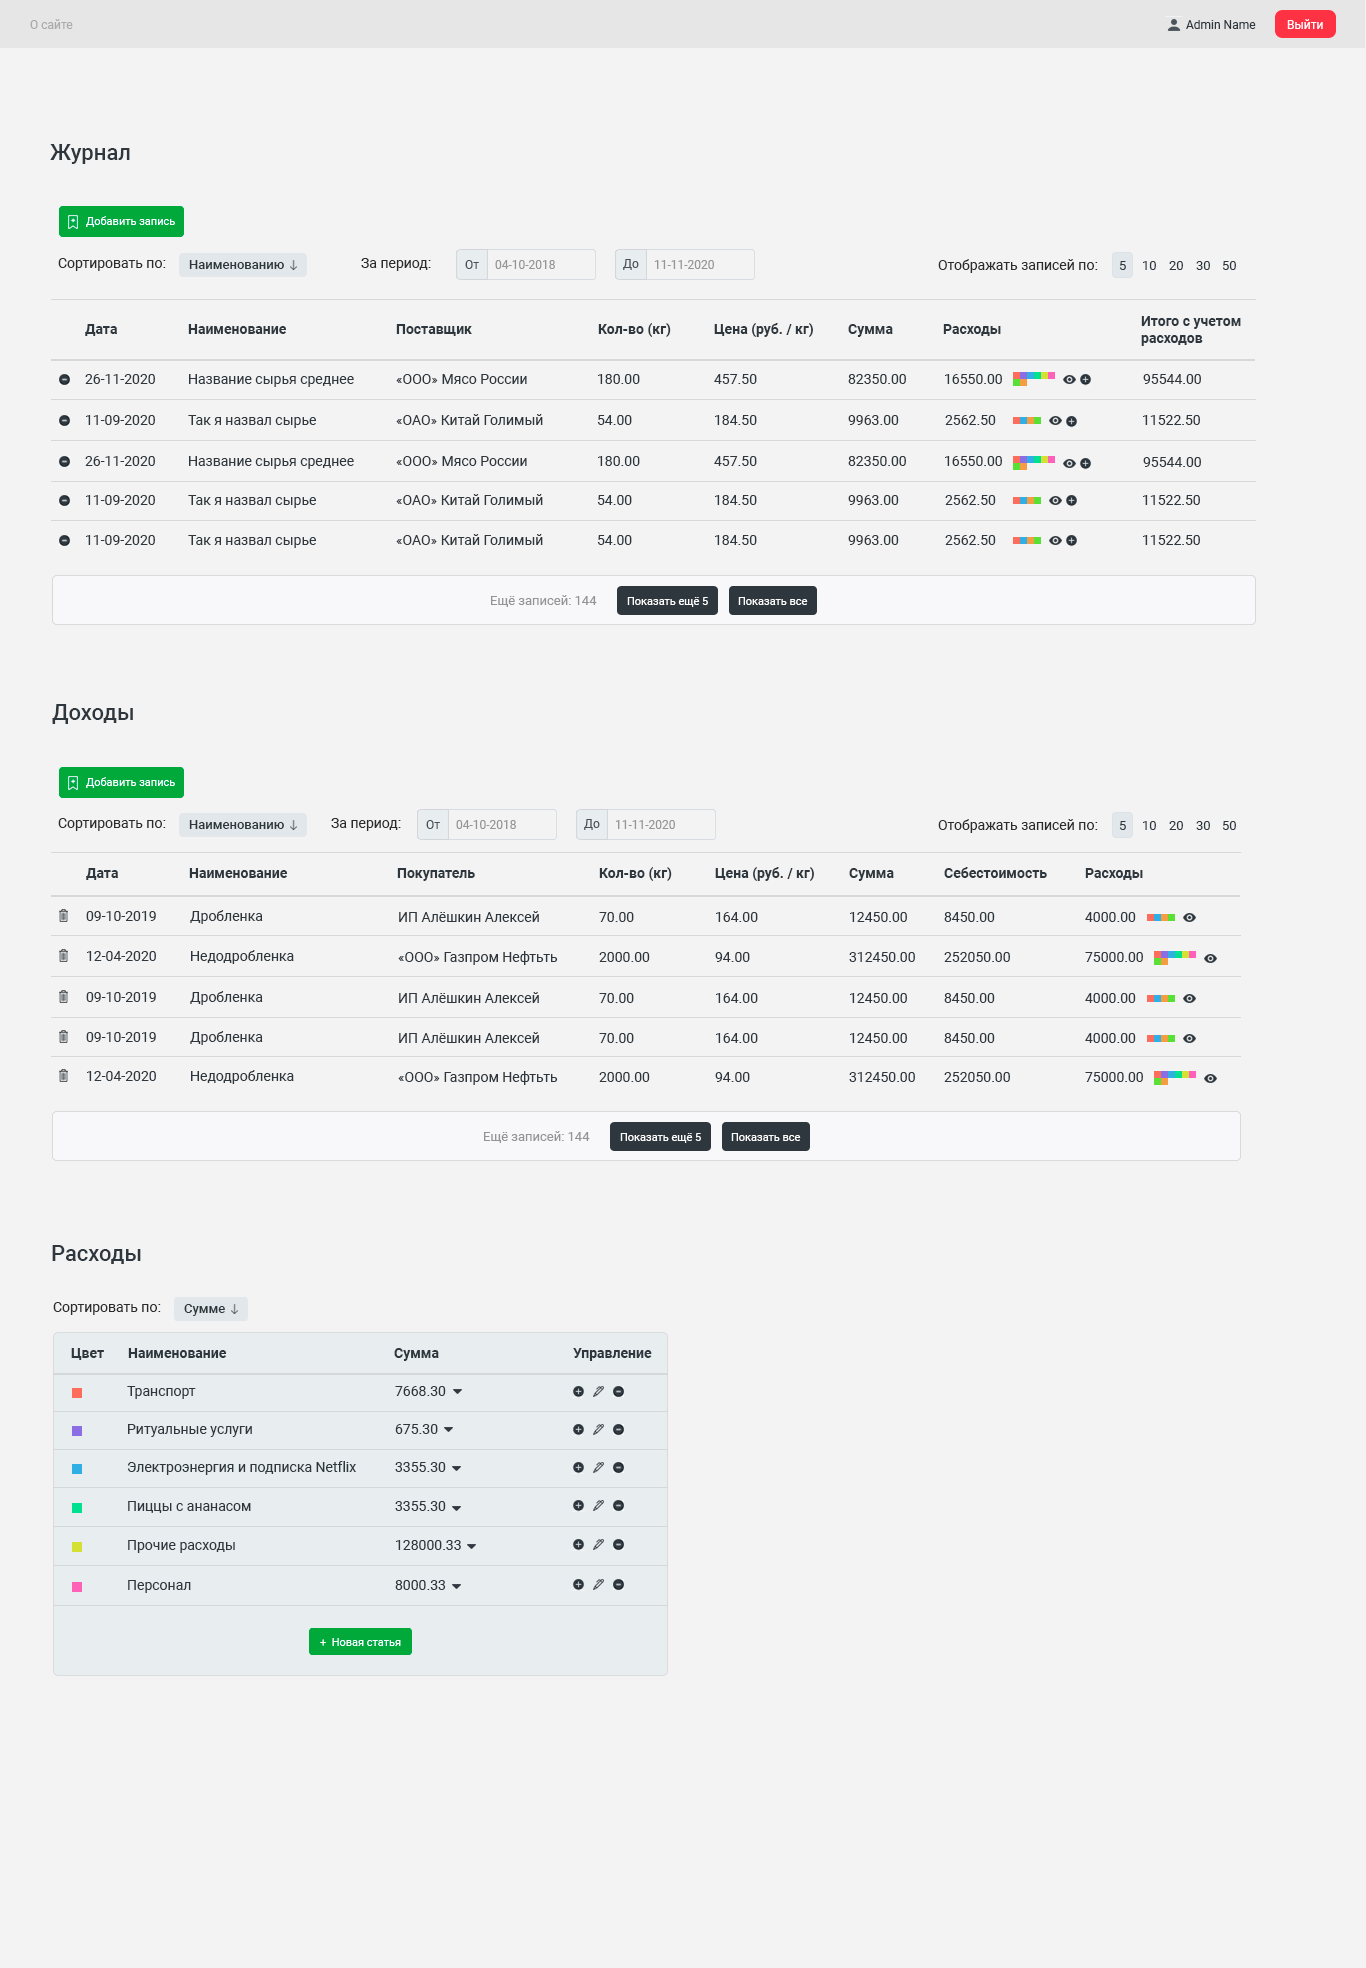 О сайте
Admin Name
Выйти
Журнал
Добавить запись
Сортировать по: Наименованию ↓ За период: От 04-10-2018 До 11-11-2020 Отображать записей по: 5 10 20 30 50
Дата Наименование Поставщик Кол-во (кг) Цена (руб. / кг) Сумма Расходы Итого с учетом расходов
26-11-2020 Название сырья среднее «ООО» Мясо России 180.00 457.50 82350.00 16550.00 95544.00
11-09-2020 Так я назвал сырье «ОАО» Китай Голимый 54.00 184.50 9963.00 2562.50 11522.50
26-11-2020 Название сырья среднее «ООО» Мясо России 180.00 457.50 82350.00 16550.00 95544.00
11-09-2020 Так я назвал сырье «ОАО» Китай Голимый 54.00 184.50 9963.00 2562.50 11522.50
11-09-2020 Так я назвал сырье «ОАО» Китай Голимый 54.00 184.50 9963.00 2562.50 11522.50
Ещё записей: 144 Показать ещё 5 Показать все
Доходы
Добавить запись
Сортировать по: Наименованию ↓ За период: От 04-10-2018 До 11-11-2020 Отображать записей по: 5 10 20 30 50
Дата Наименование Покупатель Кол-во (кг) Цена (руб. / кг) Сумма Себестоимость Расходы
09-10-2019 Дробленка ИП Алёшкин Алексей 70.00 164.00 12450.00 8450.00 4000.00
12-04-2020 Недодробленка «ООО» Газпром Нефтьть 2000.00 94.00 312450.00 252050.00 75000.00
09-10-2019 Дробленка ИП Алёшкин Алексей 70.00 164.00 12450.00 8450.00 4000.00
09-10-2019 Дробленка ИП Алёшкин Алексей 70.00 164.00 12450.00 8450.00 4000.00
12-04-2020 Недодробленка «ООО» Газпром Нефтьть 2000.00 94.00 312450.00 252050.00 75000.00
Ещё записей: 144 Показать ещё 5 Показать все
Расходы
Сортировать по: Сумме ↓
Цвет Наименование Сумма Управление
Транспорт 7668.30
Ритуальные услуги 675.30
Электроэнергия и подписка Netflix 3355.30
Пиццы с ананасом 3355.30
Прочие расходы 128000.33
Персонал 8000.33
+ Новая статья